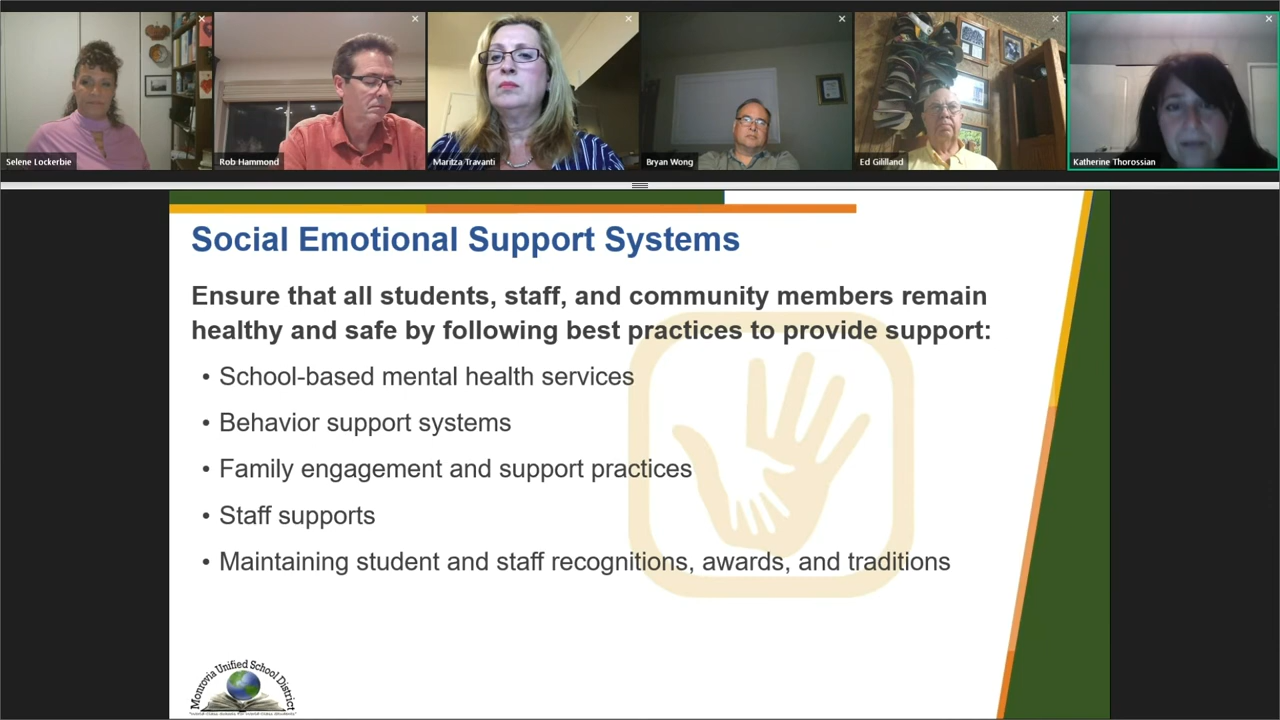 Selene Lockerbie
Rob Hammond
Maritza Travanti
Bryan Wong
Ed Gililland
Katherine Thorossian
Social Emotional Support Systems
Ensure that all students, staff, and community members remain
healthy and safe by following best practices to provide support:
• School-based mental health services
• Behavior support systems
• Family engagement and support practices
• Staff supports
• Maintaining student and staff recognitions, awards, and traditions
Monrovia Unified School District